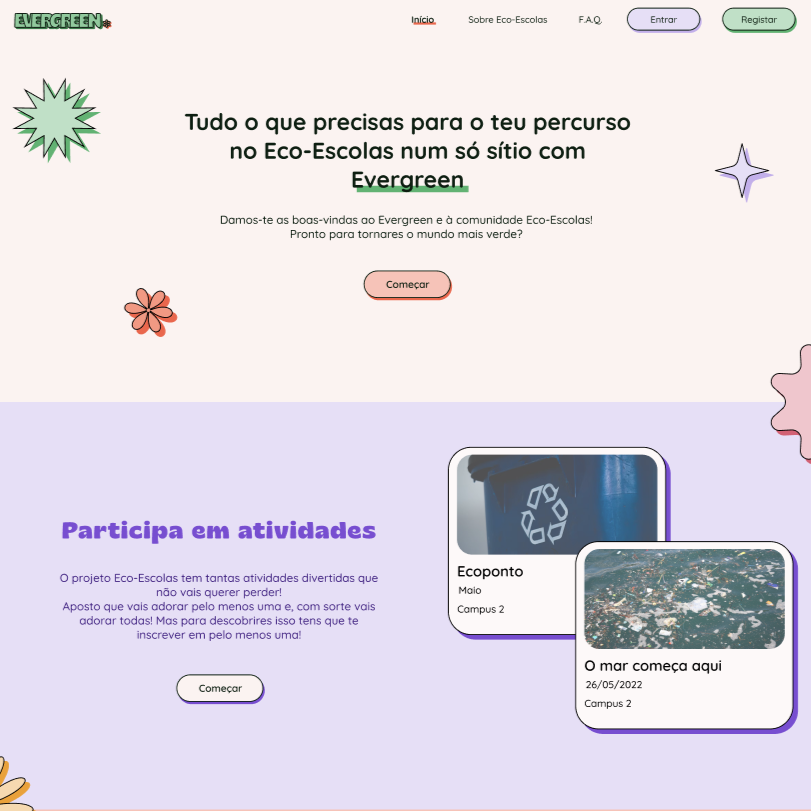 EVERGREEN
Início
Sobre Eco-Escolas
F.A.Q.
Entrar
Registar
Tudo o que precisas para o teu percurso
no Eco-Escolas num só sítio com
Evergreen
Damos-te as boas-vindas ao Evergreen e à comunidade Eco-Escolas!
Pronto para tornares o mundo mais verde?
Começar
Participa em atividades
O projeto Eco-Escolas tem tantas atividades divertidas que
não vais querer perder!
Aposto que vais adorar pelo menos uma e, com sorte vais
adorar todas! Mas para descobrires isso tens que te
inscrever em pelo menos uma!
Começar
Ecoponto
Maio
Campus 2
O mar começa aqui
26/05/2022
Campus 2